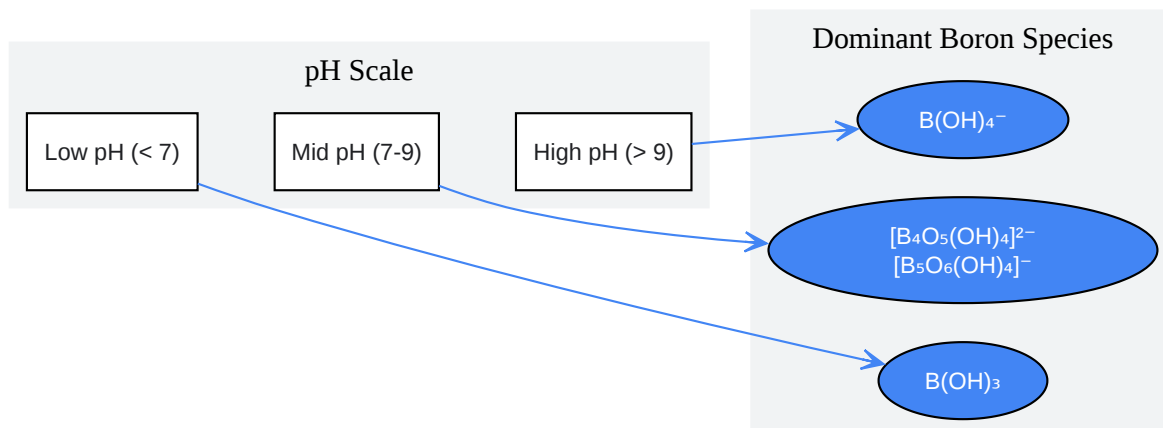 Dominant Boron Species
pH Scale
Low pH (< 7)
Mid pH (7-9)
High pH (> 9)
B(OH)₄⁻
[B₄O₅(OH)₄]²⁻
[B₅O₆(OH)₄]⁻
B(OH)₃